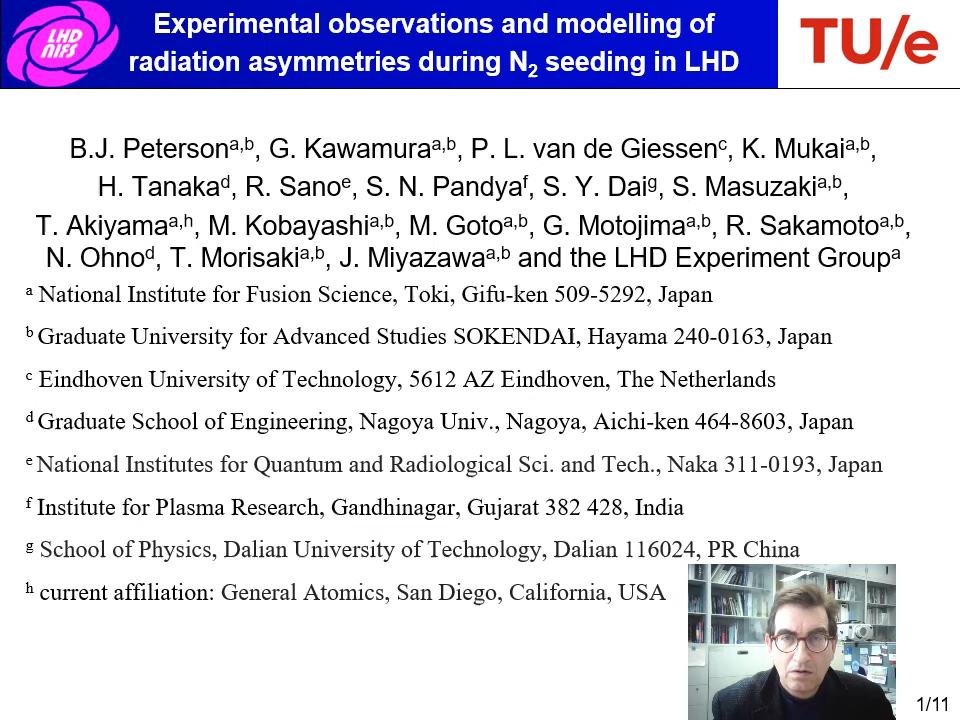 LHD
NIFS
Experimental observations and modelling of
radiation asymmetries during N₂ seeding in LHD
TU/e
B.J. Petersonᵃ,ᵇ, G. Kawamuraᵃ,ᵇ, P. L. van de Giessenᶜ, K. Mukaiᵃ,ᵇ,
H. Tanakaᵈ, R. Sanoᵉ, S. N. Pandyaᶠ, S. Y. Daiᵍ, S. Masuzakiᵃ,ᵇ,
T. Akiyamaᵃ,ʰ, M. Kobayashiᵃ,ᵇ, M. Gotoᵃ,ᵇ, G. Motojimaᵃ,ᵇ, R. Sakamotoᵃ,ᵇ,
N. Ohnoᵈ, T. Morisakiᵃ,ᵇ, J. Miyazawaᵃ,ᵇ and the LHD Experiment Groupᵃ
ᵃ National Institute for Fusion Science, Toki, Gifu-ken 509-5292, Japan
ᵇ Graduate University for Advanced Studies SOKENDAI, Hayama 240-0163, Japan
ᶜ Eindhoven University of Technology, 5612 AZ Eindhoven, The Netherlands
ᵈ Graduate School of Engineering, Nagoya Univ., Nagoya, Aichi-ken 464-8603, Japan
ᵉ National Institutes for Quantum and Radiological Sci. and Tech., Naka 311-0193, Japan
ᶠ Institute for Plasma Research, Gandhinagar, Gujarat 382 428, India
ᵍ School of Physics, Dalian University of Technology, Dalian 116024, PR China
ʰ current affiliation: General Atomics, San Diego, California, USA
1/11